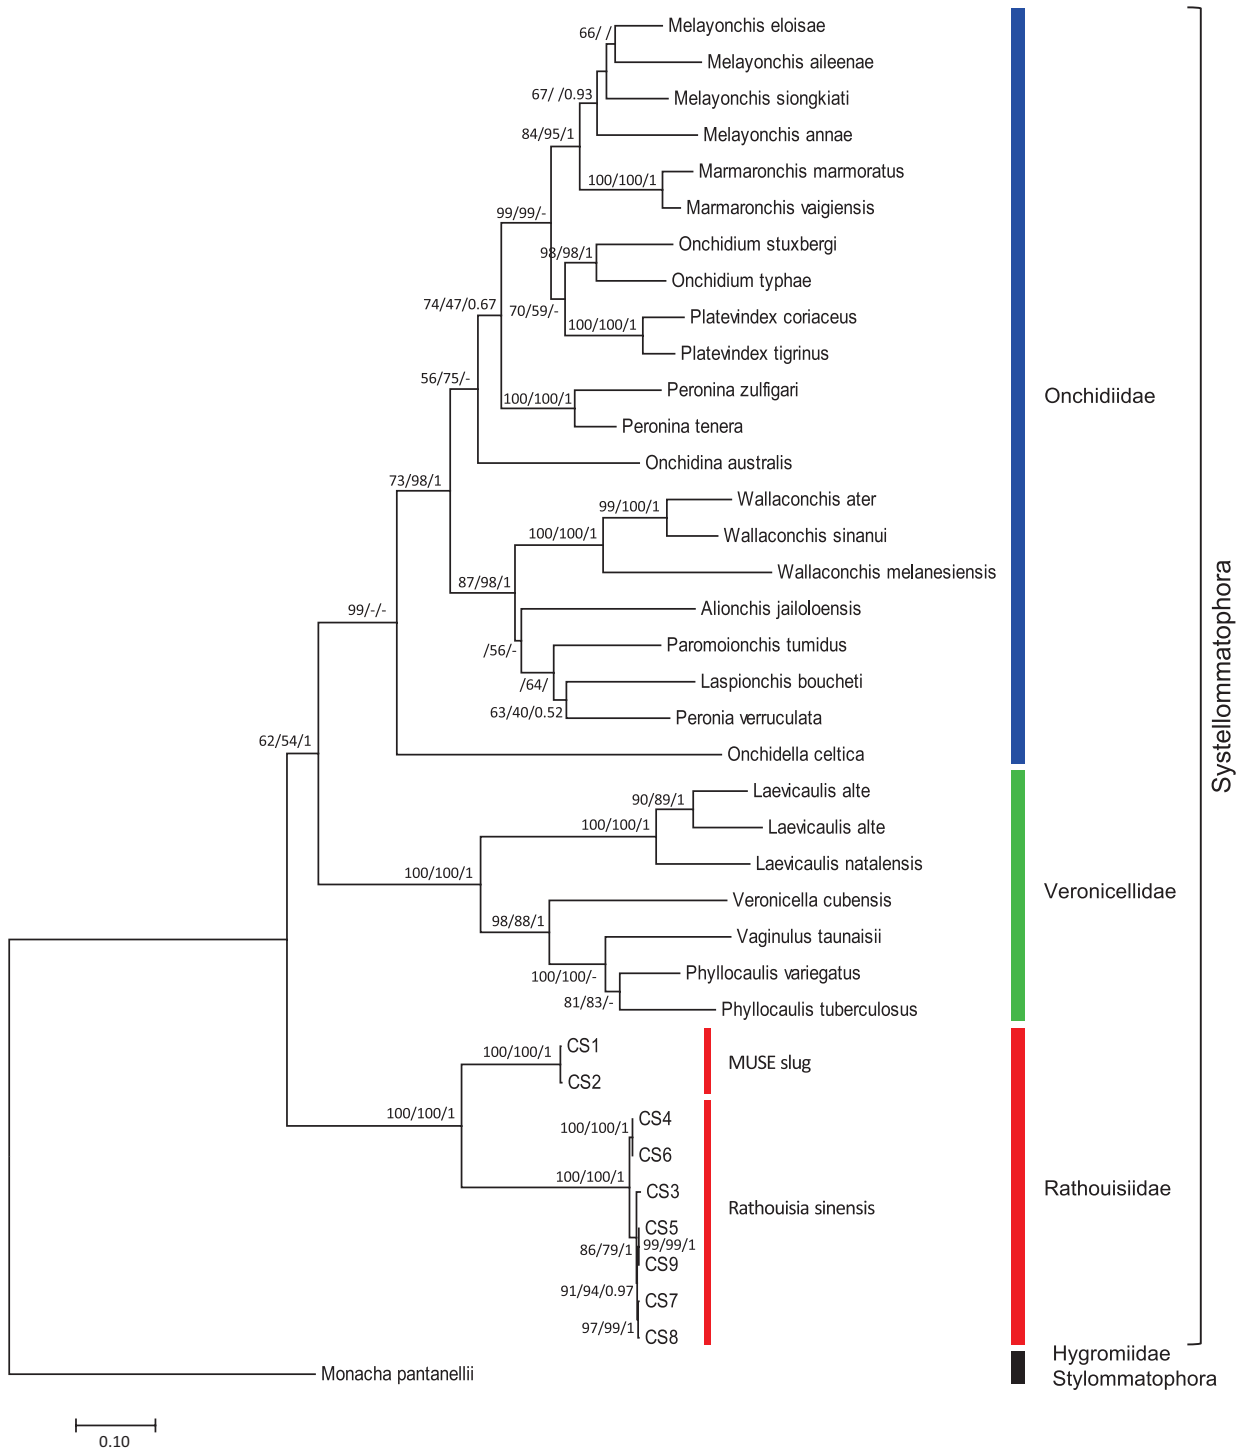 Melayonchis eloisae
66/ /
Melayonchis aileenae
67/ /0.93
Melayonchis siongkiati
84/95/1
Melayonchis annae
Marmaronchis marmoratus
100/100/1
Marmaronchis vaigiensis
99/99/-
Onchidium stuxbergi
98/98/1
Onchidium typhae
74/47/0.67
70/59/-
Platevindex coriaceus
100/100/1
Platevindex tigrinus
56/75/-
Peronina zulfigari
100/100/1
Onchidiidae
Peronina tenera
Onchidina australis
73/98/1
Wallaconchis ater
99/100/1
100/100/1
Wallaconchis sinanui
Wallaconchis melanesiensis
87/98/1
99/-/-
Alionchis jailoloensis
/56/-
Paromoionchis tumidus
/64/
Laspionchis boucheti
63/40/0.52
Peronia verruculata
Systellommatophora
62/54/1
Onchidella celtica
Laevicaulis alte
90/89/1
100/100/1
Laevicaulis alte
Laevicaulis natalensis
100/100/1
Veronicellidae
Veronicella cubensis
98/88/1
Vaginulus taunaisii
100/100/-
Phyllocaulis variegatus
81/83/-
Phyllocaulis tuberculosus
CS1
100/100/1
MUSE slug
CS2
100/100/1
CS4
100/100/1
CS6
100/100/1
CS3
Rathouisiidae
Rathouisia sinensis
CS5
86/79/1
99/99/1
CS9
91/94/0.97
CS7
97/99/1
CS8
Hygromiidae
Monacha pantanellii
Stylommatophora
0.10